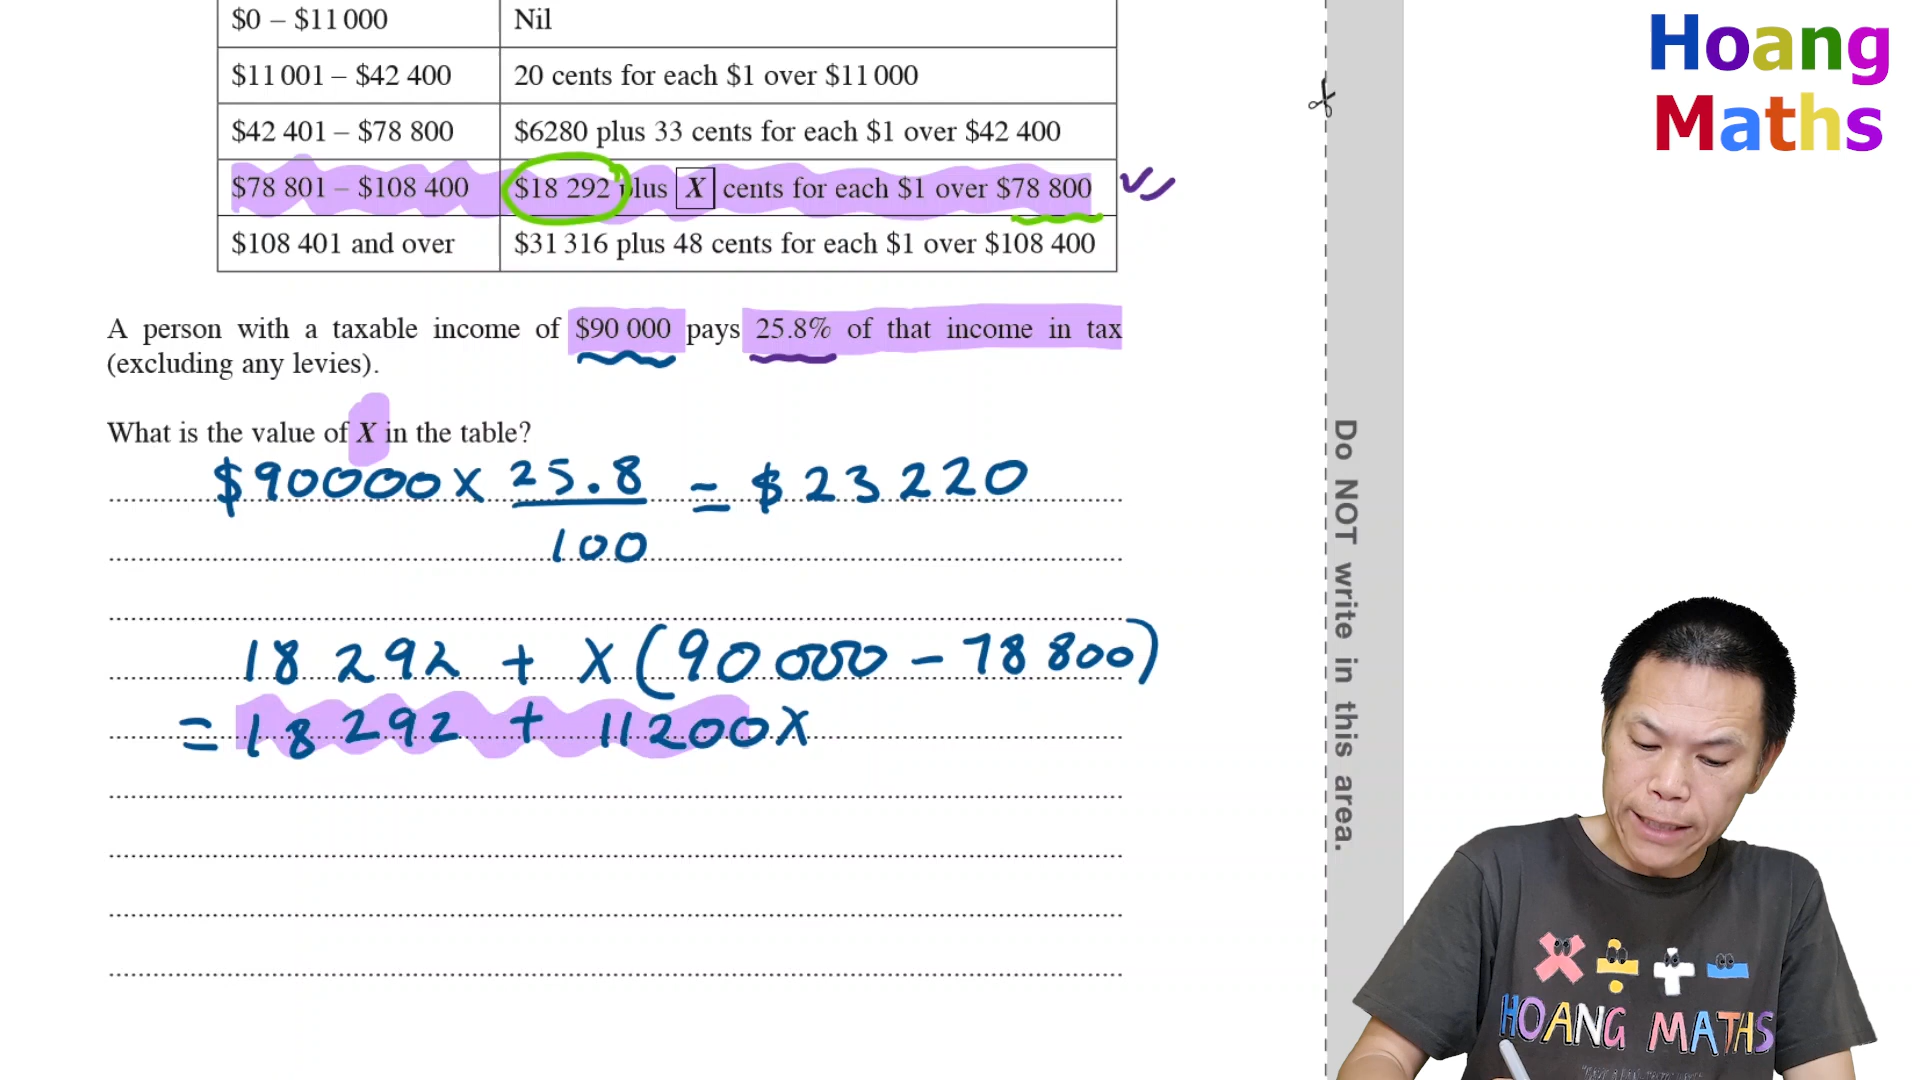 Hoang
Maths
$0 – $11 000 Nil
$11 001 – $42 400 20 cents for each $1 over $11 000
$42 401 – $78 800 $6280 plus 33 cents for each $1 over $42 400
$78 801 – $108 400 $18 292 plus X cents for each $1 over $78 800
$108 401 and over $31 316 plus 48 cents for each $1 over $108 400
A person with a taxable income of $90 000 pays 25.8% of that income in tax
(excluding any levies).
What is the value of X in the table?
$90000 × 25.8 = $23220
100
18 292 + X(90 000 – 78 800)
= 18 292 + 11200X
Do NOT write in this area.
HOANG MATHS